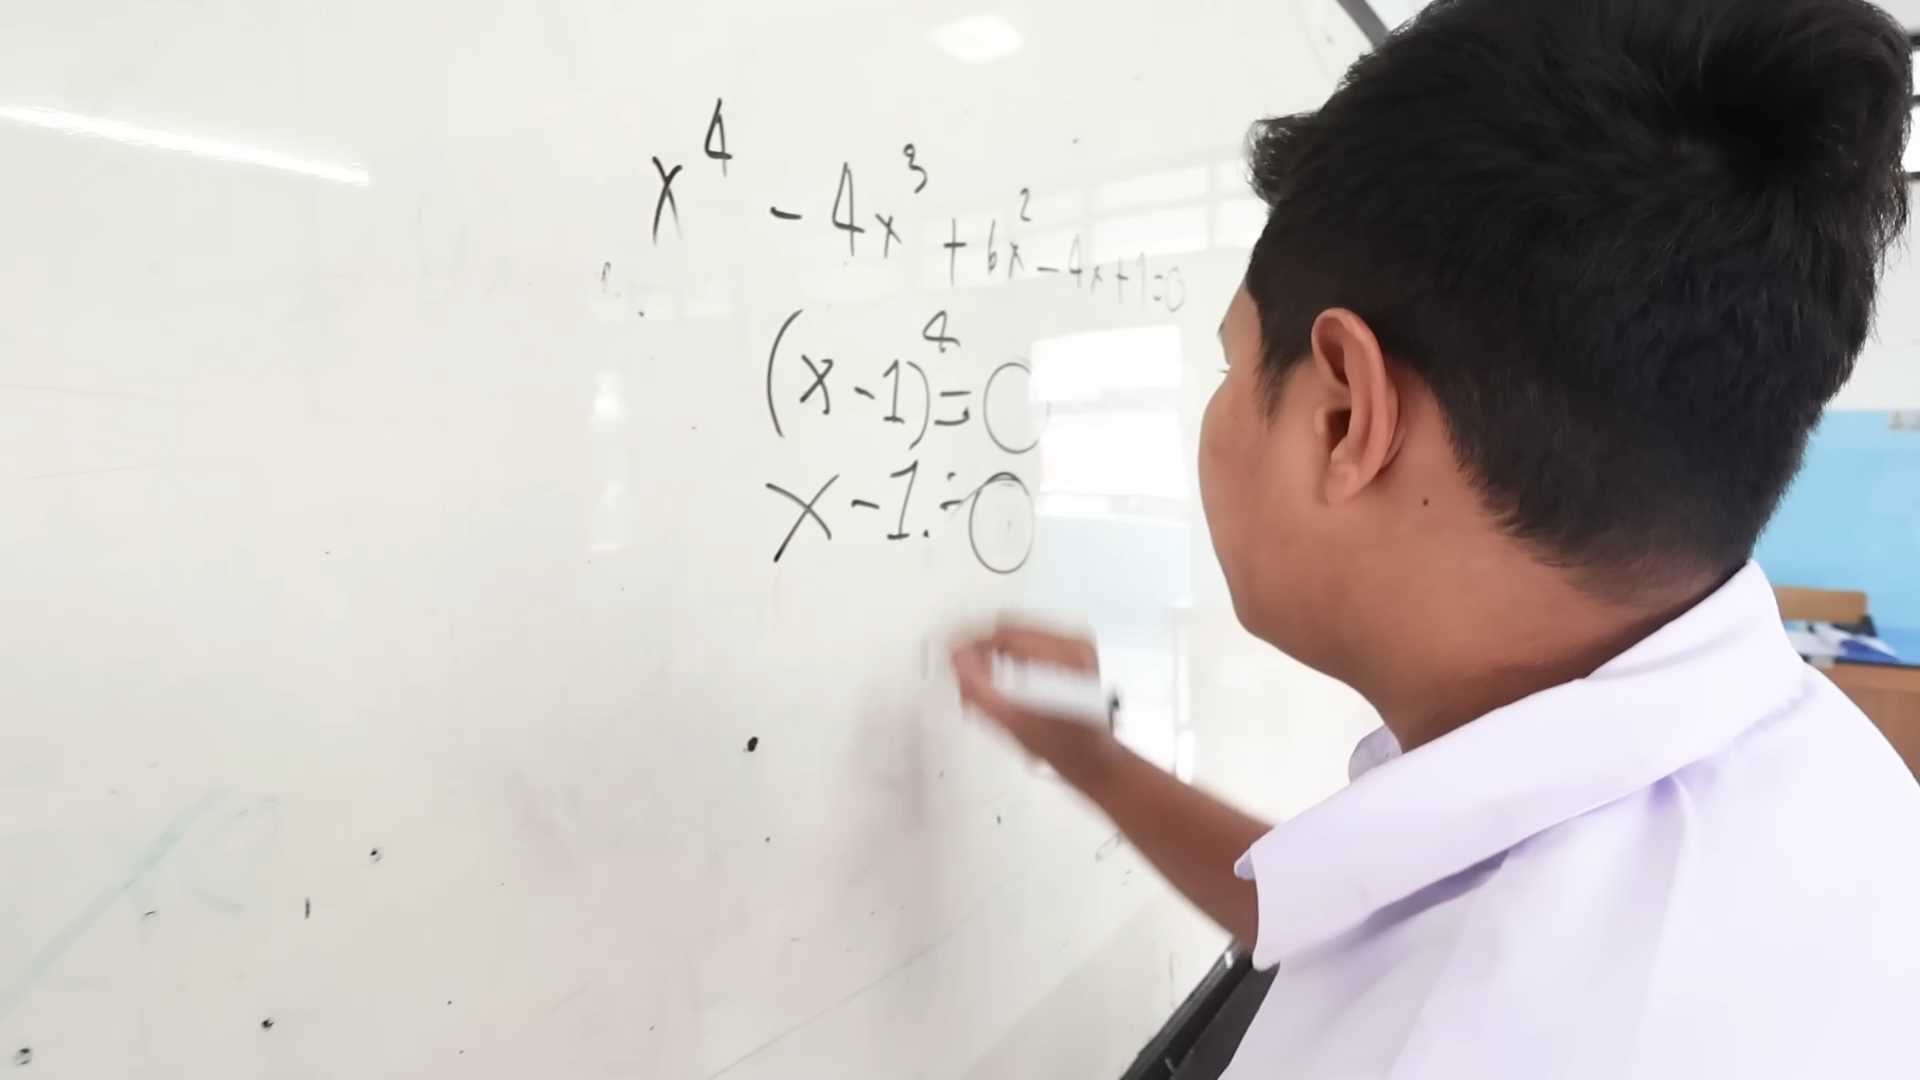 x⁴ - 4x³ + 6x² - 4x + 1 = 0
(x - 1)⁴ = 0
x - 1 = 0